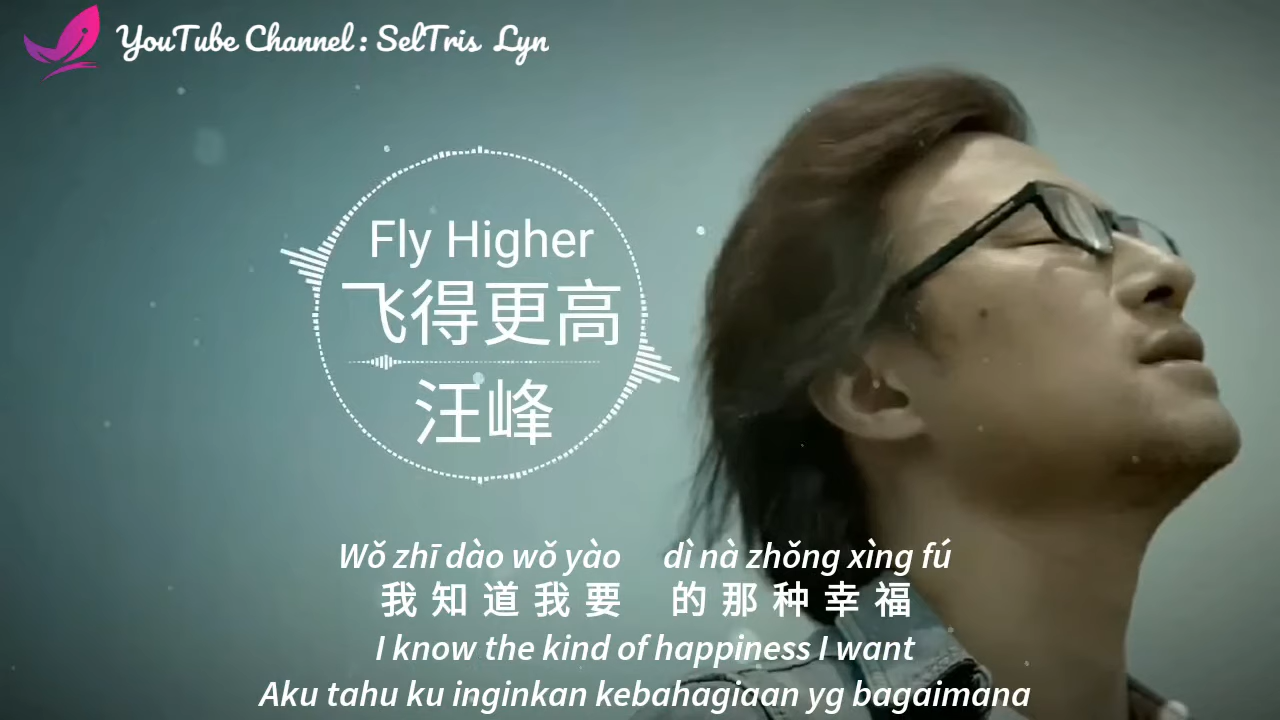 YouTube Channel : SelTris Lyn
Fly Higher
飞得更高
汪峰
Wǒ zhī dào wǒ yào dì nà zhǒng xìng fú
我知道我要 的那种幸福
I know the kind of happiness I want
Aku tahu ku inginkan kebahagiaan yg bagaimana